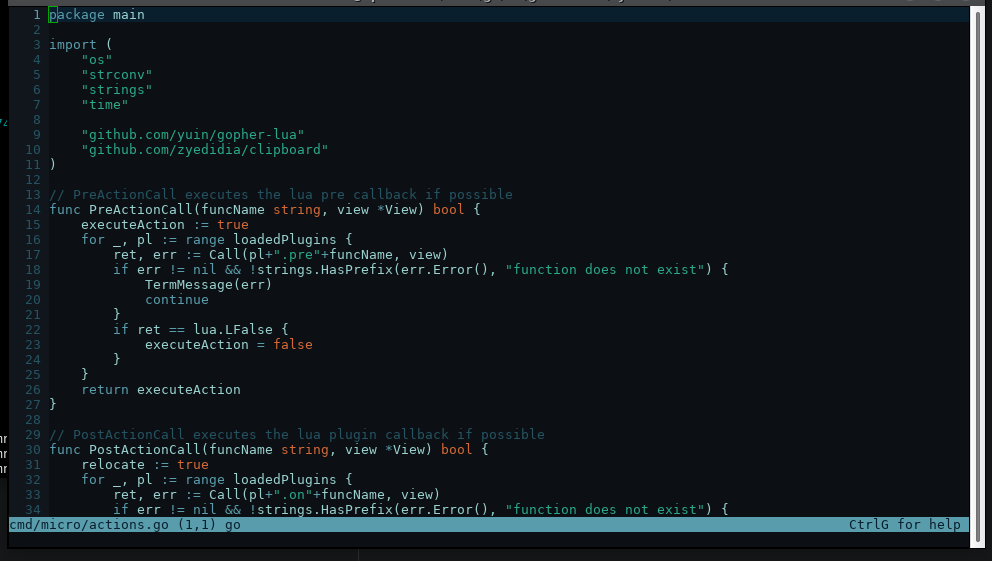 1 package main
2
3 import (
4     "os"
5     "strconv"
6     "strings"
7     "time"
8
9     "github.com/yuin/gopher-lua"
10     "github.com/zyedidia/clipboard"
11 )
12
13 // PreActionCall executes the lua pre callback if possible
14 func PreActionCall(funcName string, view *View) bool {
15     executeAction := true
16     for _, pl := range loadedPlugins {
17         ret, err := Call(pl+".pre"+funcName, view)
18         if err != nil && !strings.HasPrefix(err.Error(), "function does not exist") {
19             TermMessage(err)
20             continue
21         }
22         if ret == lua.LFalse {
23             executeAction = false
24         }
25     }
26     return executeAction
27 }
28
29 // PostActionCall executes the lua plugin callback if possible
30 func PostActionCall(funcName string, view *View) bool {
31     relocate := true
32     for _, pl := range loadedPlugins {
33         ret, err := Call(pl+".on"+funcName, view)
34         if err != nil && !strings.HasPrefix(err.Error(), "function does not exist") {
cmd/micro/actions.go (1,1) go CtrlG for help